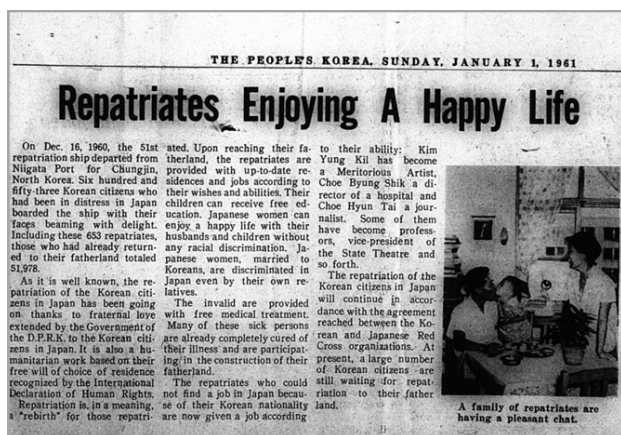 THE PEOPLE'S KOREA, SUNDAY, JANUARY 1, 1961
Repatriates Enjoying A Happy Life
On Dec. 16, 1960, the 51st
repatriation ship departed from
Niigata Port for Chungjin,
North Korea. Six hundred and
fifty-three Korean citizens who
had been in distress in Japan
boarded the ship with their
faces beaming with delight.
Including these 653 repatriates,
those who had already return-
ed to their fatherland totaled
51,978.
As it is well known, the re-
patriation of the Korean citi-
zens in Japan has been going
on thanks to fraternal love
extended by the Government of
the D.P.R.K. to the Korean citi-
zens in Japan. It is also a hu-
manitarian work based on their
free will of choice of residence
recognized by the International
Declaration of Human Rights.
Repatriation is, in a meaning,
a "rebirth" for those repatri-
ated. Upon reaching their fa-
therland, the repatriates are
provided with up-to-date re-
sidences and jobs according to
their wishes and abilities. Their
children can receive free ed-
ucation. Japanese women can
enjoy a happy life with their
husbands and children without
any racial discrimination. Ja-
panese women, married to
Koreans, are discriminated in
Japan even by their own re-
latives.
The invalid are provided
with free medical treatment.
Many of these sick persons
are already completely cured of
their illness and are participat-
ing in the construction of their
fatherland.
The repatriates who could
not find a job in Japan becau-
se of their Korean nationality
are now given a job according
to their ability: Kim
Yung Kil has become
a Meritorious Artist,
Choe Byung Shik a di-
rector of a hospital and
Choe Hyun Tai a jour-
nalist. Some of them
have become profess-
ors, vice-president of
the State Theatre and
so forth.
The repatriation of the
Korean citizens in Japan
will continue in accor-
dance with the agreement
reached between the Ko-
rean and Japanese Red
Cross organizations. At
present, a large number
of Korean citizens are
still waiting for repat-
riation to their father
land.
A family of repatriates are
having a pleasant chat.